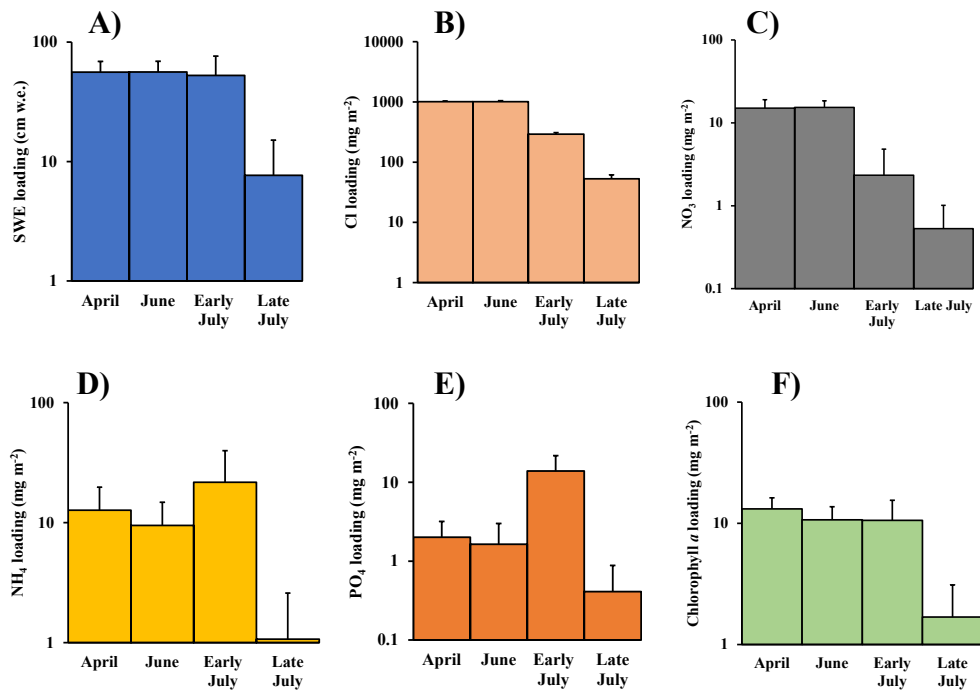 A)
SWE loading (cm w.e.)
100
10
1
April June Early Late
July July
B)
Cl loading (mg m-2)
10000
1000
100
10
1
April June Early Late
July July
C)
NO3 loading (mg m-2)
100
10
1
0.1
April June Early Late July
July
D)
NH4 loading (mg m-2)
100
10
1
April June Early Late
July July
E)
PO4 loading (mg m-2)
100
10
1
0.1
April June Early Late
July July
F)
Chlorophyll a loading (mg m-2)
100
10
1
April June Early Late
July July